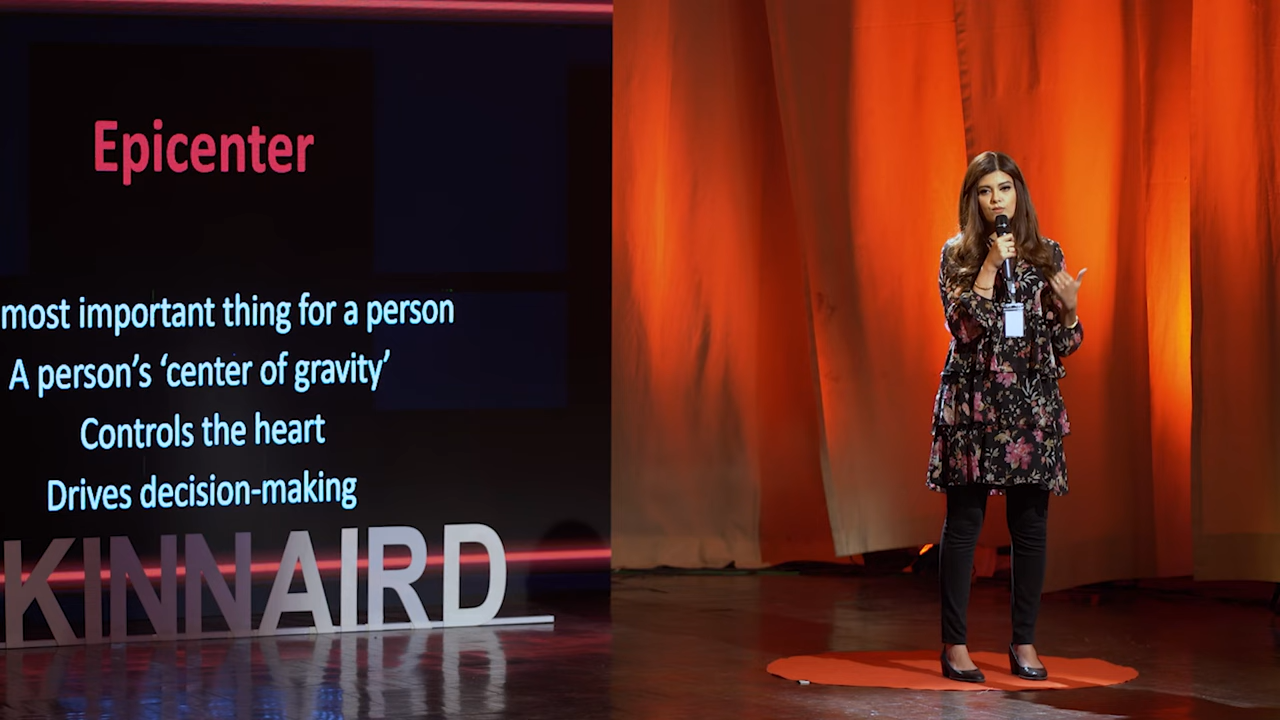 Epicenter
most important thing for a person
A person's ‘center of gravity’
Controls the heart
Drives decision-making
KINNAIRD